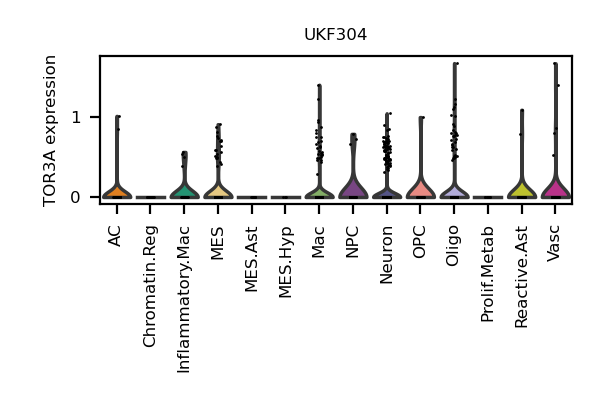 UKF304
TOR3A expression
1
0
AC
Chromatin.Reg
Inflammatory.Mac
MES
MES.Ast
MES.Hyp
Mac
NPC
Neuron
OPC
Oligo
Prolif.Metab
Reactive.Ast
Vasc